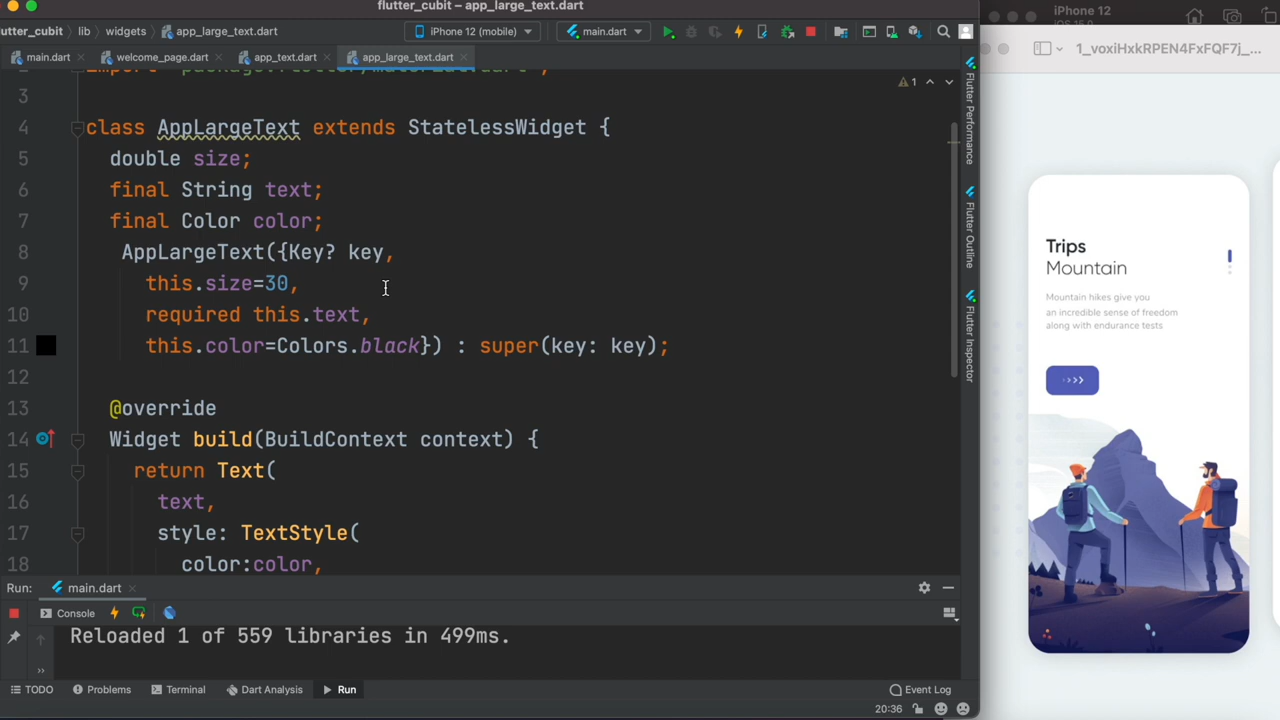 flutter_cubit – app_large_text.dart
iPhone 12
lutter_cubit lib widgets app_large_text.dart
iPhone 12 (mobile) main.dart
1_voxiHxkRPEN4FxFQF7j_...
main.dart welcome_page.dart app_text.dart app_large_text.dart
3
1
4 class AppLargeText extends StatelessWidget {
5 double size;
6 final String text;
7 final Color color;
8 AppLargeText({Key? key,
9 this.size=30,
10 required this.text,
11 this.color=Colors.black}) : super(key: key);
12
13 @override
14 Widget build(BuildContext context) {
15 return Text(
16 text,
17 style: TextStyle(
18 color:color,
Flutter Performance
Flutter Outline
Flutter Inspector
Trips
Mountain
Mountain hikes give you
an incredible sense of freedom
along with endurance tests
Run: main.dart
Console
Reloaded 1 of 559 libraries in 499ms.
TODO Problems Terminal Dart Analysis Run Event Log
20:36